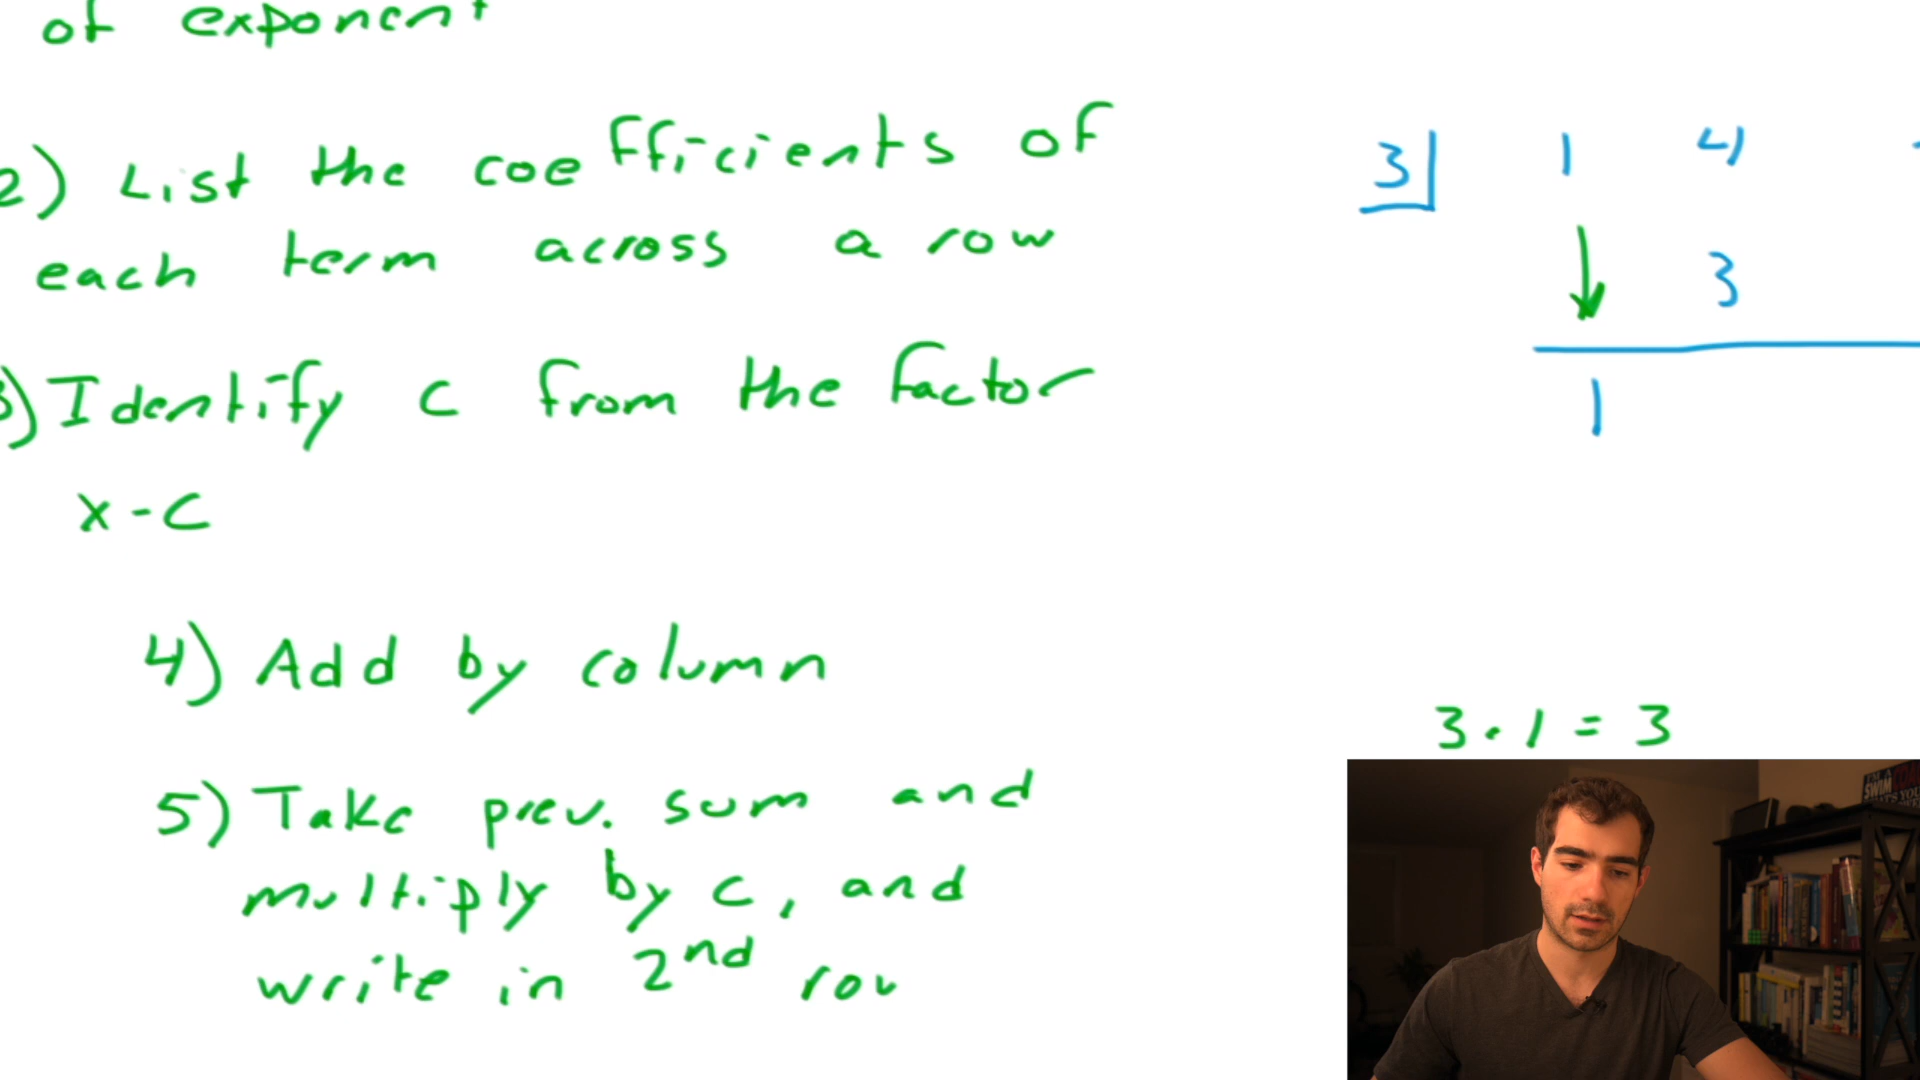 of exponent
2) List the coefficients of
each term across a row
3) Identify c from the factor
x - c
4) Add by column
5) Take prev. sum and
multiply by c, and
write in 2nd rou
3 1 4
3
1
3 · 1 = 3
SWIM